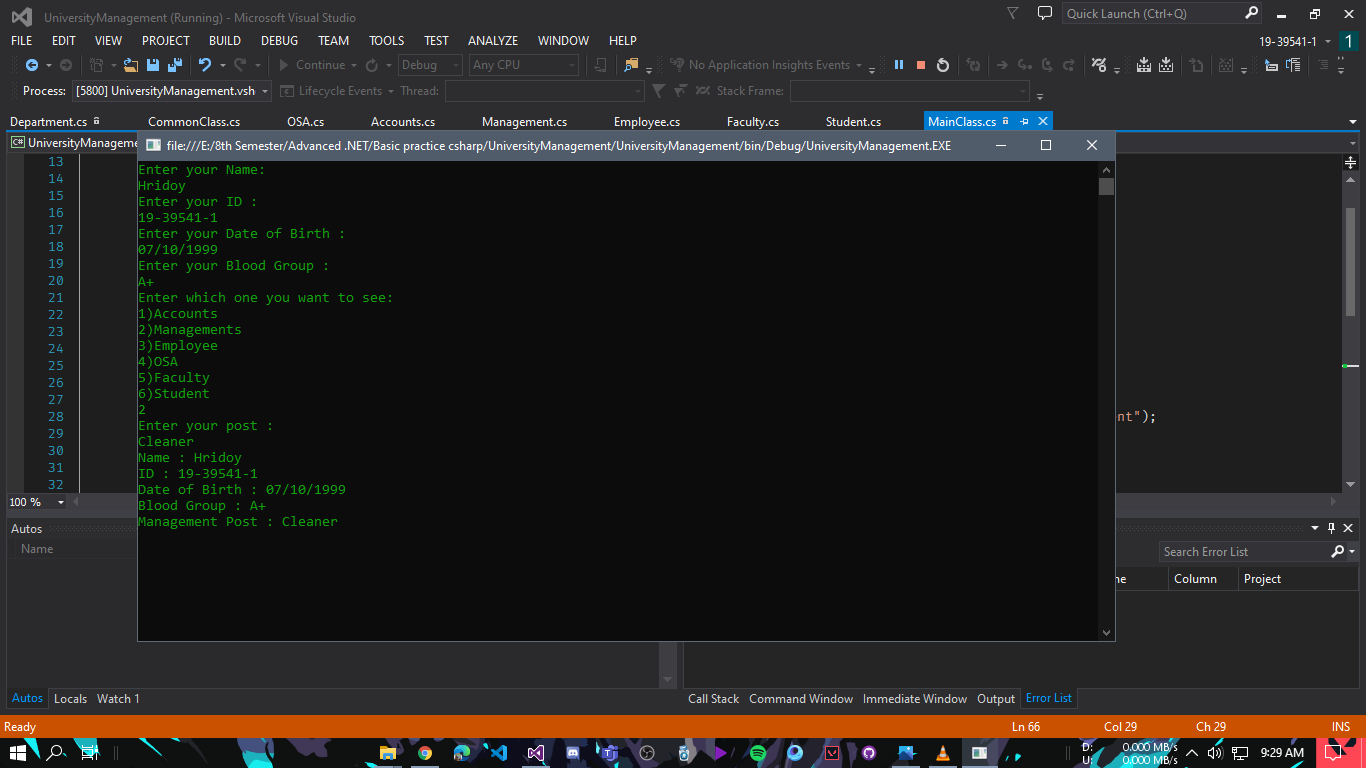 UniversityManagement (Running) - Microsoft Visual Studio
Quick Launch (Ctrl+Q)
FILE EDIT VIEW PROJECT BUILD DEBUG TEAM TOOLS TEST ANALYZE WINDOW HELP
19-39541-1 1
Continue Debug Any CPU No Application Insights Events
Process: [5800] UniversityManagement.vsh Lifecycle Events Thread: Stack Frame:
Department.cs CommonClass.cs OSA.cs Accounts.cs Management.cs Employee.cs Faculty.cs Student.cs MainClass.cs
C# UniversityManageme
file:///E:/8th Semester/Advanced .NET/Basic practice csharp/UniversityManagement/UniversityManagement/bin/Debug/UniversityManagement.EXE
13
14
15
16
17
18
19
20
21
22
23
24
25
26
27
28
29
30
31
32
Enter your Name:
Hridoy
Enter your ID :
19-39541-1
Enter your Date of Birth :
07/10/1999
Enter your Blood Group :
A+
Enter which one you want to see:
1)Accounts
2)Managements
3)Employee
4)OSA
5)Faculty
6)Student
2
Enter your post :
Cleaner
Name : Hridoy
ID : 19-39541-1
Date of Birth : 07/10/1999
Blood Group : A+
Management Post : Cleaner
nt");
100 %
Autos
Name
Search Error List
ne Column Project
Autos Locals Watch 1
Call Stack Command Window Immediate Window Output Error List
Ready Ln 66 Col 29 Ch 29 INS
D: 0.000 MB/s
U: 0.000 MB/s
9:29 AM